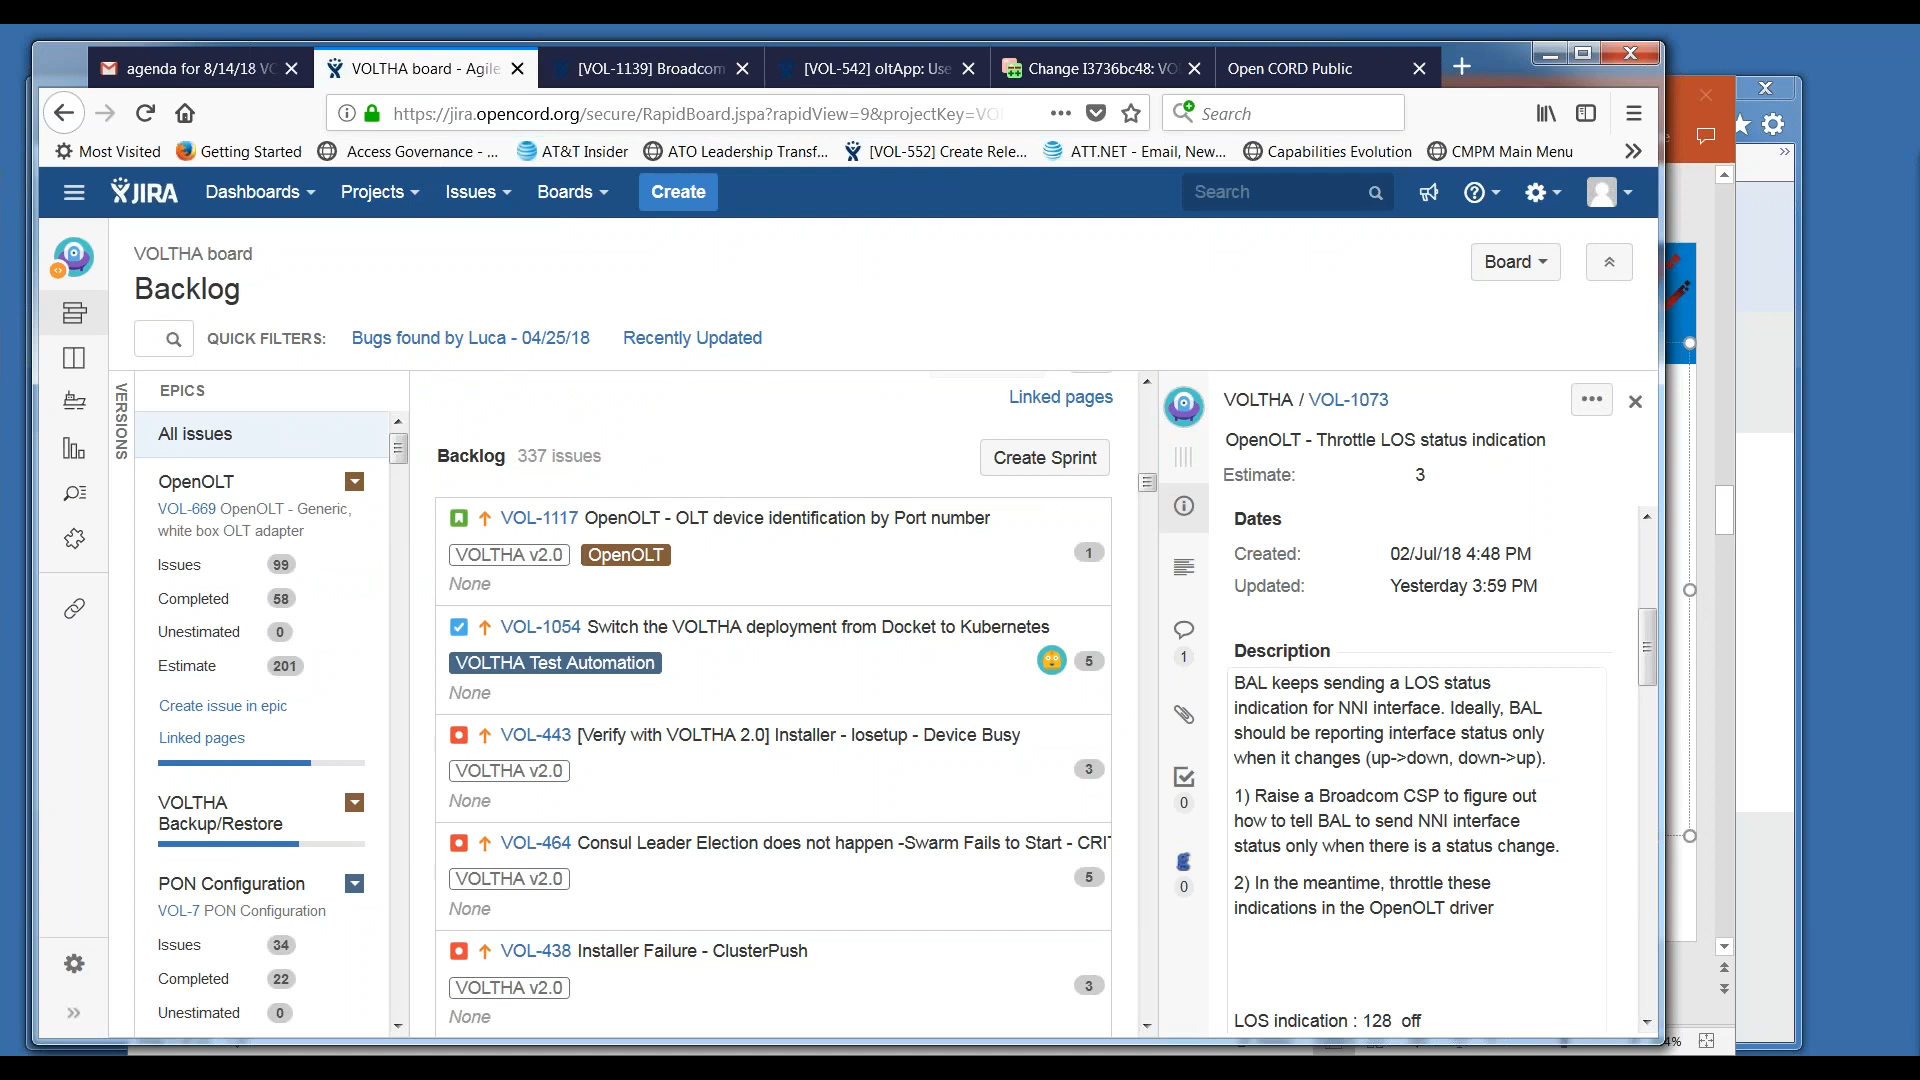 agenda for 8/14/18 VC
VOLTHA board - Agile
[VOL-1139] Broadcom
[VOL-542] oltApp: Use
Change I3736bc48: VO
Open CORD Public
https://jira.opencord.org/secure/RapidBoard.jspa?rapidView=9&projectKey=VO
Search
Most Visited
Getting Started
Access Governance - ...
AT&T Insider
ATO Leadership Transf...
[VOL-552] Create Rele...
ATT.NET - Email, New...
Capabilities Evolution
CMPM Main Menu
JIRA
Dashboards
Projects
Issues
Boards
Create
Search
VOLTHA board
Backlog
Board
QUICK FILTERS:
Bugs found by Luca - 04/25/18
Recently Updated
VERSIONS
EPICS
All issues
OpenOLT
VOL-669 OpenOLT - Generic,
white box OLT adapter
Issues 99
Completed 58
Unestimated 0
Estimate 201
Create issue in epic
Linked pages
VOLTHA
Backup/Restore
PON Configuration
VOL-7 PON Configuration
Issues 34
Completed 22
Unestimated 0
Linked pages
Backlog 337 issues
Create Sprint
VOL-1117 OpenOLT - OLT device identification by Port number
VOLTHA v2.0 OpenOLT 1
None
VOL-1054 Switch the VOLTHA deployment from Docket to Kubernetes
VOLTHA Test Automation 5
None
VOL-443 [Verify with VOLTHA 2.0] Installer - losetup - Device Busy
VOLTHA v2.0 3
None
VOL-464 Consul Leader Election does not happen -Swarm Fails to Start - CRIT
VOLTHA v2.0 5
None
VOL-438 Installer Failure - ClusterPush
VOLTHA v2.0 3
None
VOLTHA / VOL-1073
OpenOLT - Throttle LOS status indication
Estimate: 3
1
0
0
Dates
Created: 02/Jul/18 4:48 PM
Updated: Yesterday 3:59 PM
Description
BAL keeps sending a LOS status
indication for NNI interface. Ideally, BAL
should be reporting interface status only
when it changes (up->down, down->up).
1) Raise a Broadcom CSP to figure out
how to tell BAL to send NNI interface
status only when there is a status change.
2) In the meantime, throttle these
indications in the OpenOLT driver
LOS indication : 128 off
4%